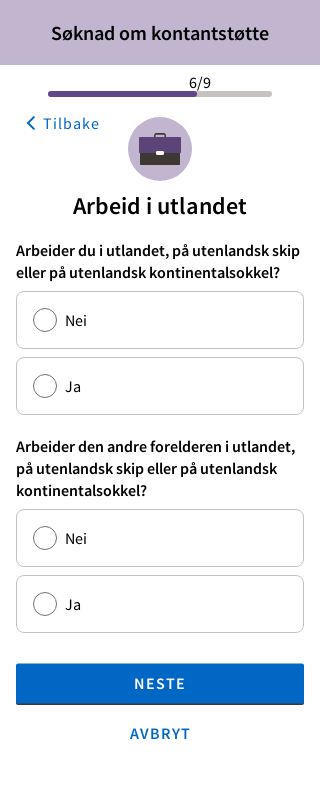 Søknad om kontantstøtte
6/9
Tilbake
Arbeid i utlandet
Arbeider du i utlandet, på utenlandsk skip
eller på utenlandsk kontinentalsokkel?
Nei
Ja
Arbeider den andre forelderen i utlandet,
på utenlandsk skip eller på utenlandsk
kontinentalsokkel?
Nei
Ja
NESTE
AVBRYT